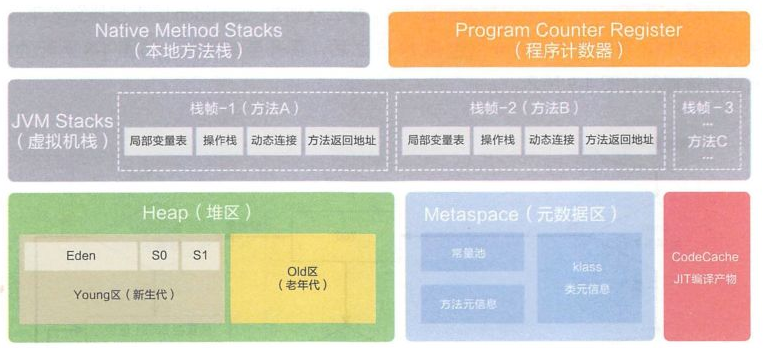 Native Method Stacks
（本地方法栈）
Program Counter Register
（程序计数器）
JVM Stacks
（虚拟机栈）
栈帧-1（方法A）
局部变量表
操作栈
动态连接
方法返回地址
栈帧-2（方法B）
局部变量表
操作栈
动态连接
方法返回地址
栈帧-3
...
方法C
...
Heap（堆区）
Eden
S0
S1
Young区（新生代）
Old区
（老年代）
Metaspace（元数据区）
常量池
方法元信息
klass
类元信息
CodeCache
JIT编译产物